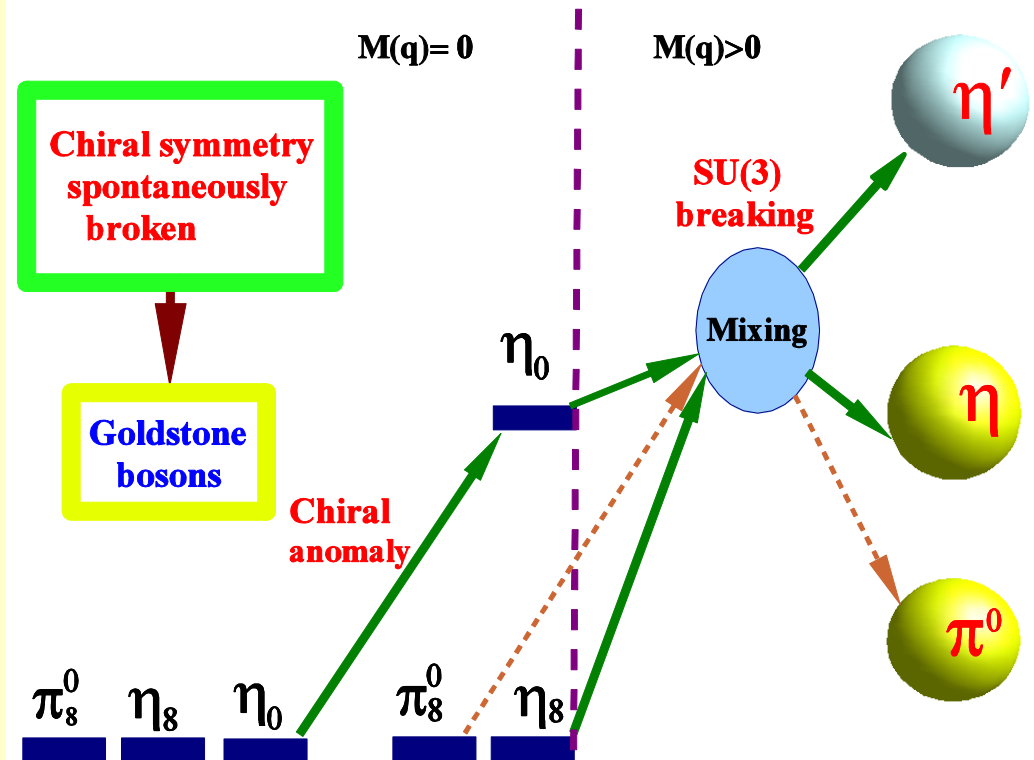 M(q)= 0
M(q)>0
η′
Chiral symmetry
spontaneously
broken
SU(3)
breaking
Mixing
η₀
η
Goldstone
bosons
Chiral
anomaly
π⁰
π⁰₈
η₈
η₀
π⁰₈
η₈